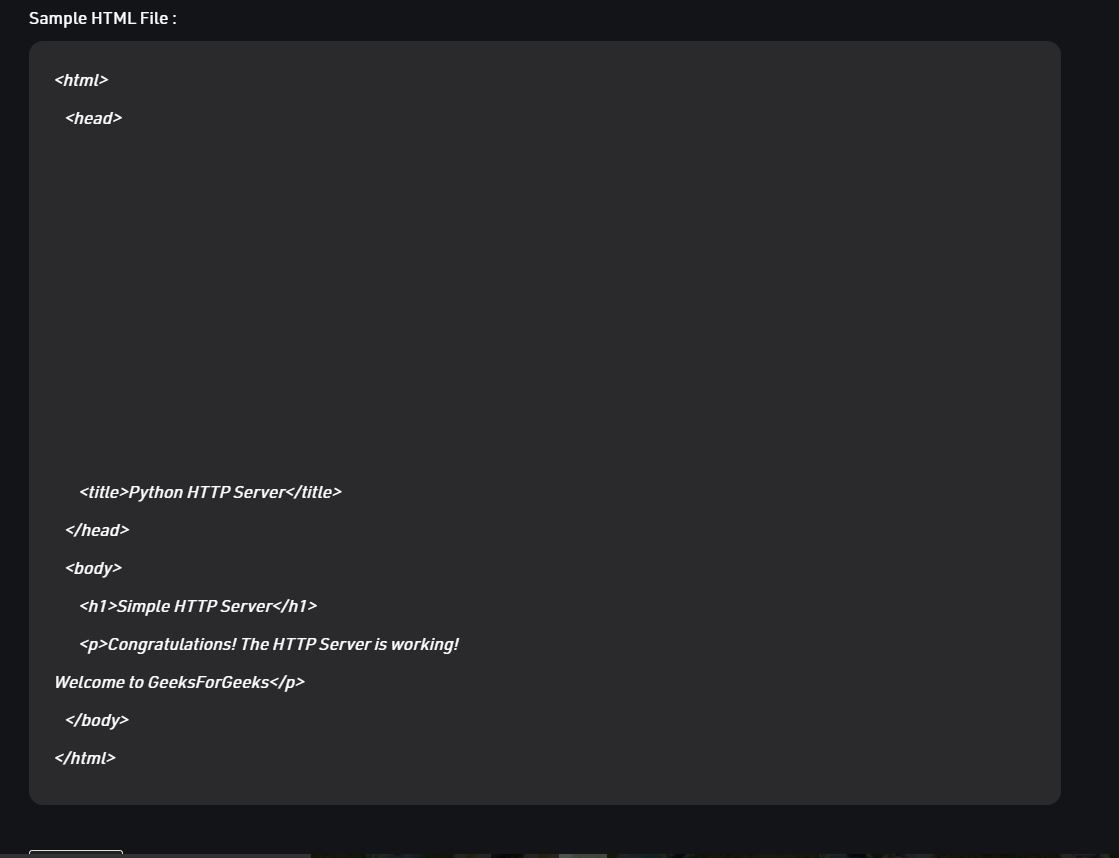 Sample HTML File :
<html>
<head>
<title>Python HTTP Server</title>
</head>
<body>
<h1>Simple HTTP Server</h1>
<p>Congratulations! The HTTP Server is working!
Welcome to GeeksForGeeks</p>
</body>
</html>